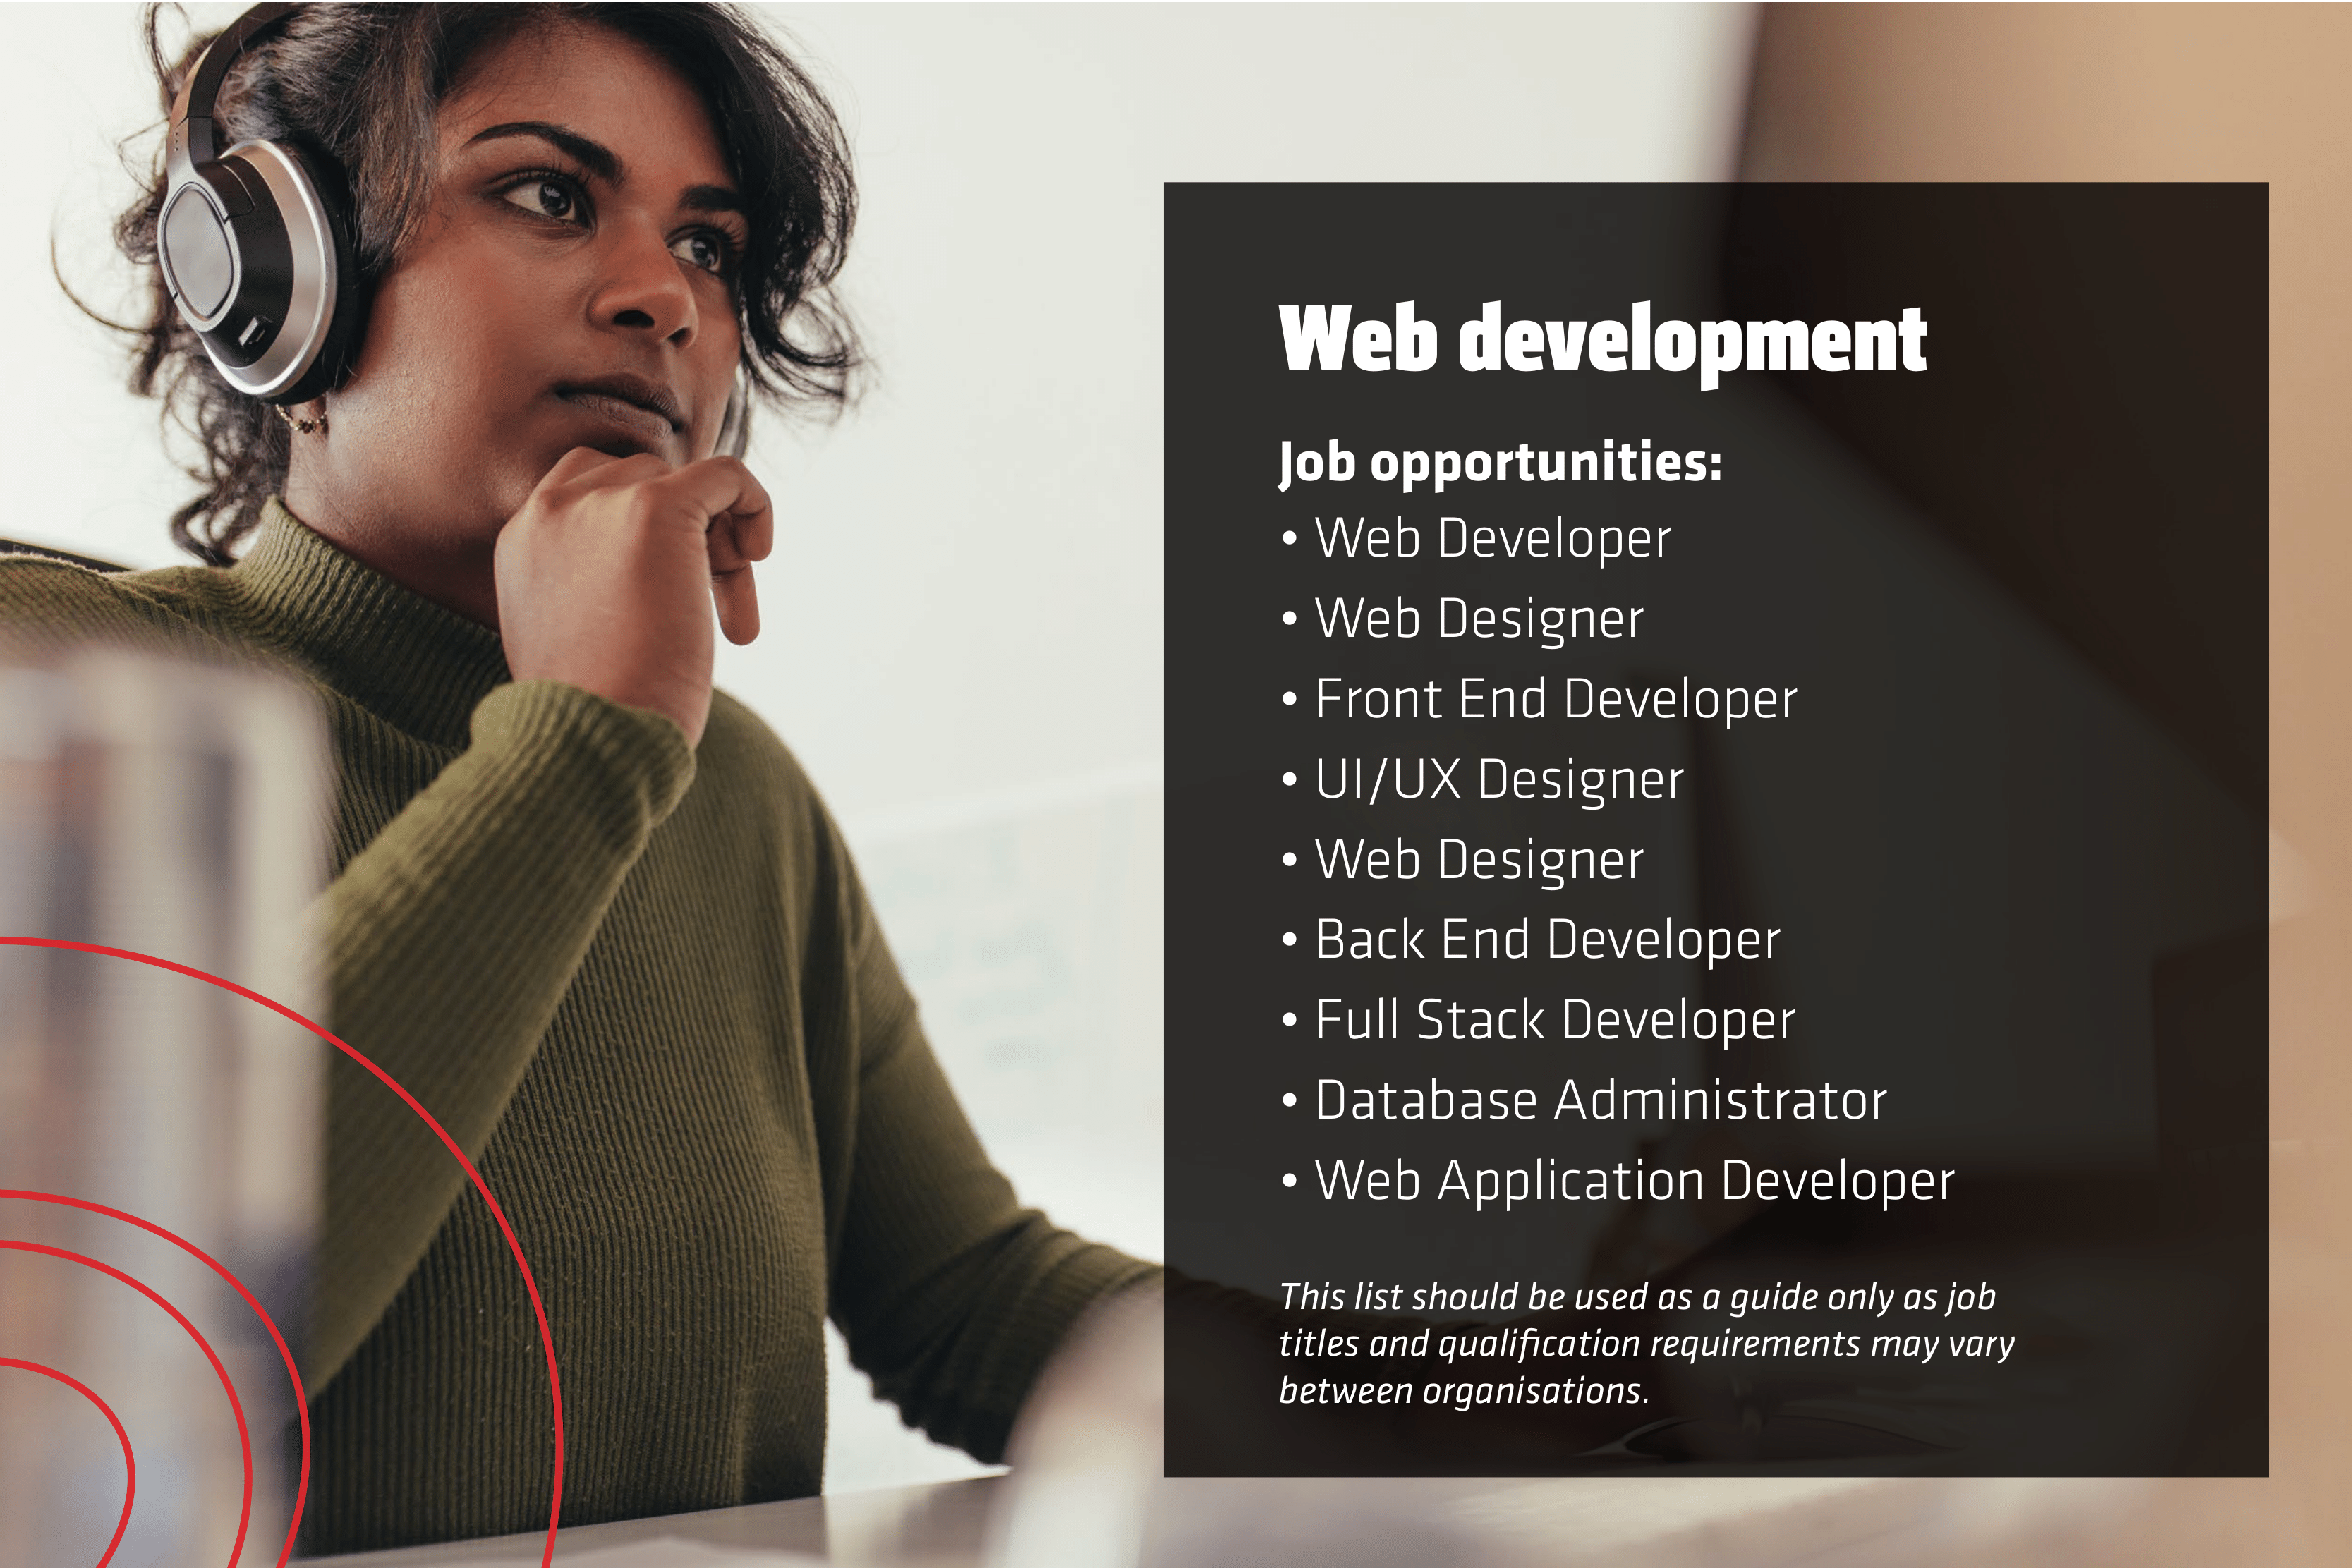 Web development
Job opportunities:
• Web Developer
• Web Designer
• Front End Developer
• UI/UX Designer
• Web Designer
• Back End Developer
• Full Stack Developer
• Database Administrator
• Web Application Developer
This list should be used as a guide only as job
titles and qualification requirements may vary
between organisations.